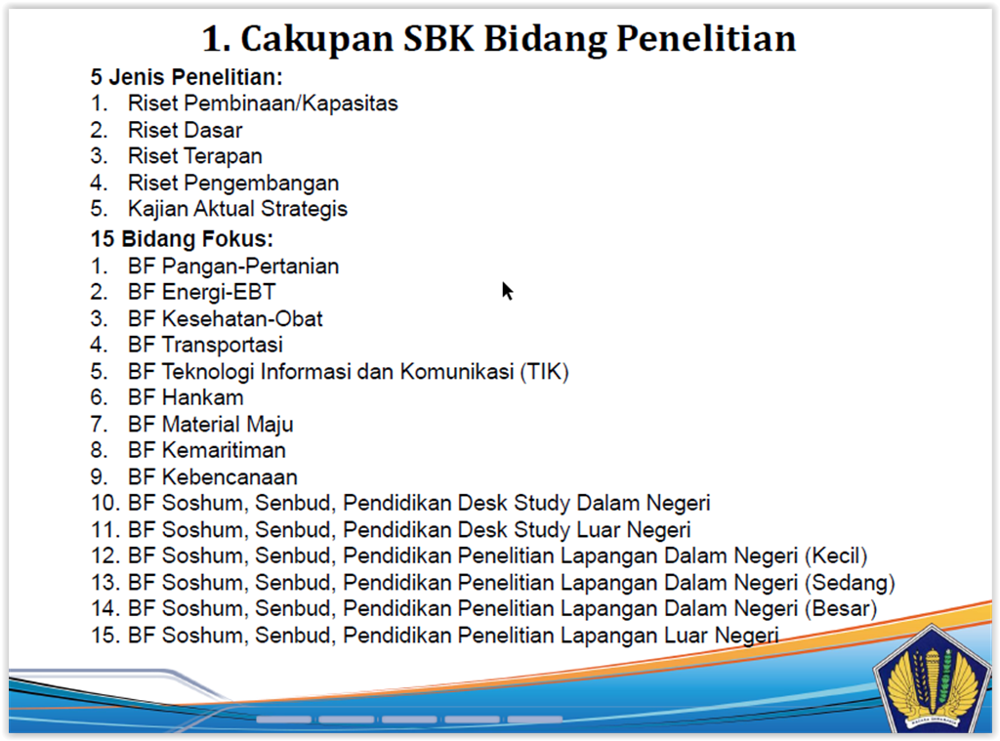 1. Cakupan SBK Bidang Penelitian
5 Jenis Penelitian:
1. Riset Pembinaan/Kapasitas
2. Riset Dasar
3. Riset Terapan
4. Riset Pengembangan
5. Kajian Aktual Strategis
15 Bidang Fokus:
1. BF Pangan-Pertanian
2. BF Energi-EBT
3. BF Kesehatan-Obat
4. BF Transportasi
5. BF Teknologi Informasi dan Komunikasi (TIK)
6. BF Hankam
7. BF Material Maju
8. BF Kemaritiman
9. BF Kebencanaan
10. BF Soshum, Senbud, Pendidikan Desk Study Dalam Negeri
11. BF Soshum, Senbud, Pendidikan Desk Study Luar Negeri
12. BF Soshum, Senbud, Pendidikan Penelitian Lapangan Dalam Negeri (Kecil)
13. BF Soshum, Senbud, Pendidikan Penelitian Lapangan Dalam Negeri (Sedang)
14. BF Soshum, Senbud, Pendidikan Penelitian Lapangan Dalam Negeri (Besar)
15. BF Soshum, Senbud, Pendidikan Penelitian Lapangan Luar Negeri